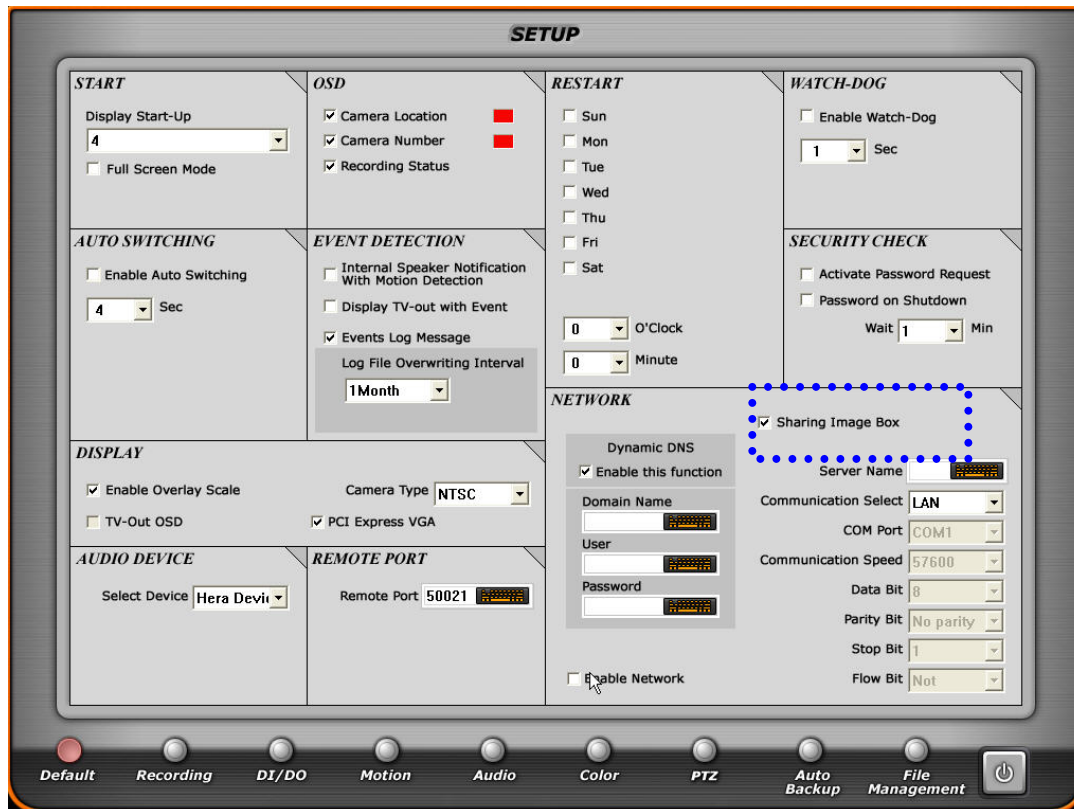 SETUP
START
Display Start-Up
4
Full Screen Mode
OSD
Camera Location
Camera Number
Recording Status
RESTART
Sun
Mon
Tue
Wed
Thu
Fri
Sat
0 O'Clock
0 Minute
WATCH-DOG
Enable Watch-Dog
1 Sec
AUTO SWITCHING
Enable Auto Switching
4 Sec
EVENT DETECTION
Internal Speaker Notification
With Motion Detection
Display TV-out with Event
Events Log Message
Log File Overwriting Interval
1Month
SECURITY CHECK
Activate Password Request
Password on Shutdown
Wait 1 Min
DISPLAY
Enable Overlay Scale
Camera Type NTSC
TV-Out OSD
PCI Express VGA
AUDIO DEVICE
Select Device Hera Devi
REMOTE PORT
Remote Port 50021
NETWORK
Sharing Image Box
Dynamic DNS
Enable this function
Domain Name
User
Password
Enable Network
Server Name
Communication Select LAN
COM Port COM1
Communication Speed 57600
Data Bit 8
Parity Bit No parity
Stop Bit 1
Flow Bit Not
Default
Recording
DI/DO
Motion
Audio
Color
PTZ
Auto
Backup
File
Management